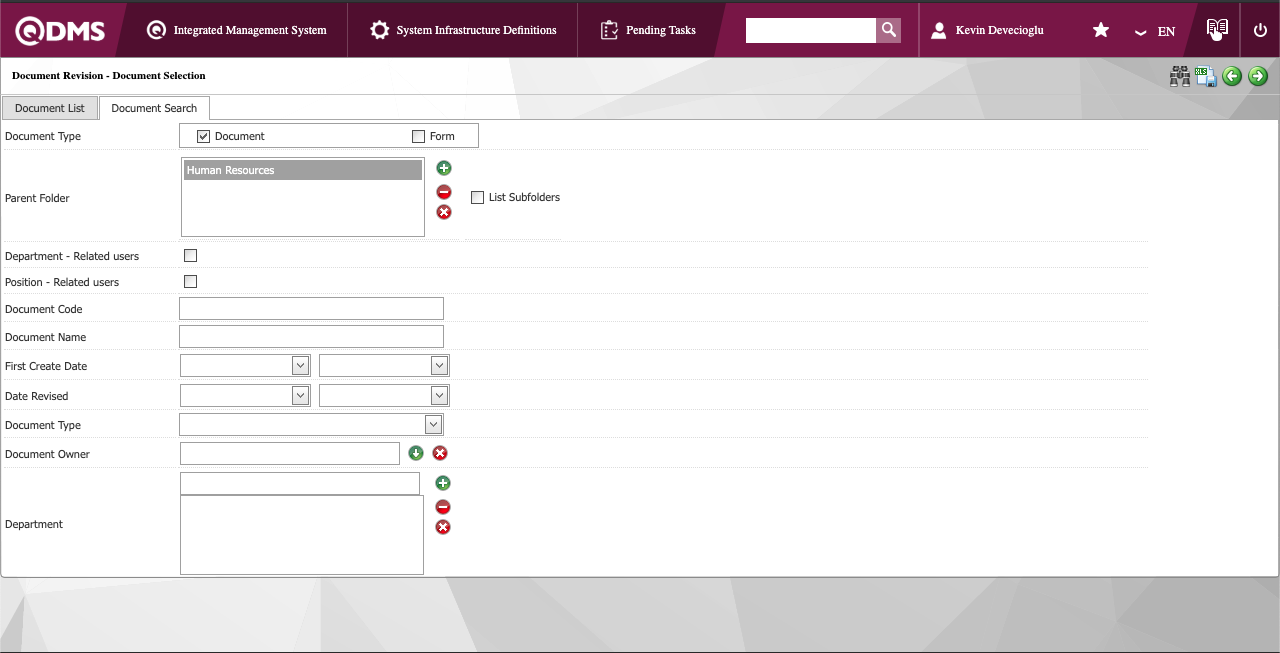 QDMS
Integrated Management System
System Infrastructure Definitions
Pending Tasks
Kevin Devecioglu
EN
Document Revision - Document Selection
XLS
Document List
Document Search
Document Type
Document
Form
Parent Folder
Human Resources
List Subfolders
Department - Related users
Position - Related users
Document Code
Document Name
First Create Date
Date Revised
Document Type
Document Owner
Department